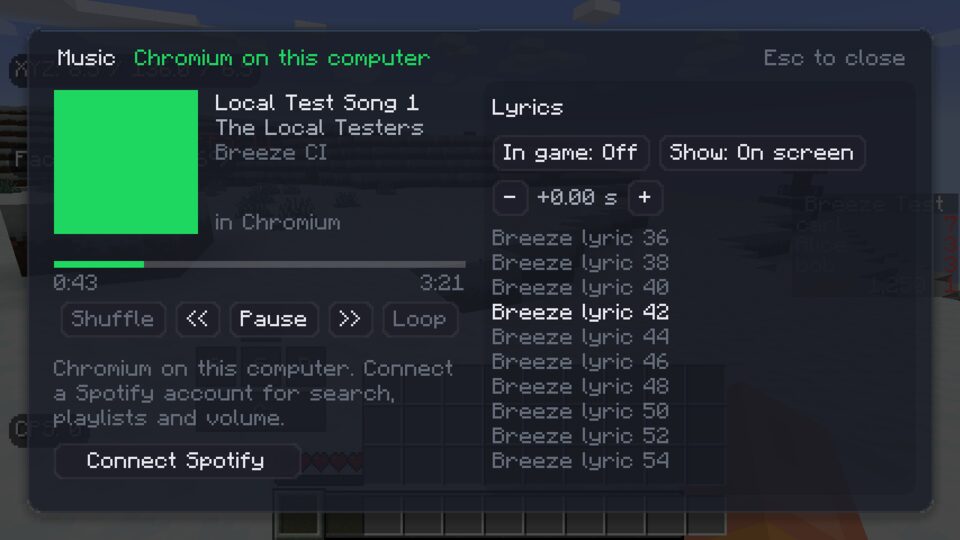 Music Chromium on this computer
Esc to close
Local Test Song 1
The Local Testers
Breeze CI
in Chromium
0:43
3:21
Shuffle
<<
Pause
>>
Loop
Chromium on this computer. Connect
a Spotify account for search,
playlists and volume.
Connect Spotify
Lyrics
In game: Off
Show: On screen
-
+0.00 s
+
Breeze lyric 36
Breeze lyric 38
Breeze lyric 40
Breeze lyric 42
Breeze lyric 44
Breeze lyric 46
Breeze lyric 48
Breeze lyric 50
Breeze lyric 52
Breeze lyric 54
Breeze Test